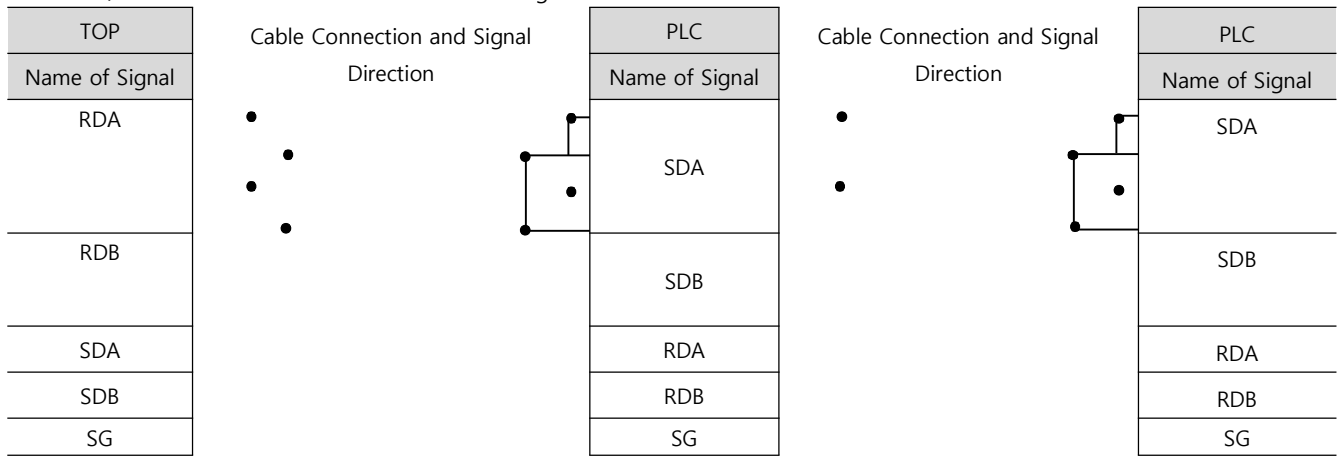 TOP
Cable Connection and Signal
Direction
PLC
Cable Connection and Signal
Direction
PLC
Name of Signal
Name of Signal
Name of Signal
RDA
SDA
SDA
RDB
SDB
SDB
SDA
RDA
RDA
SDB
RDB
RDB
SG
SG
SG